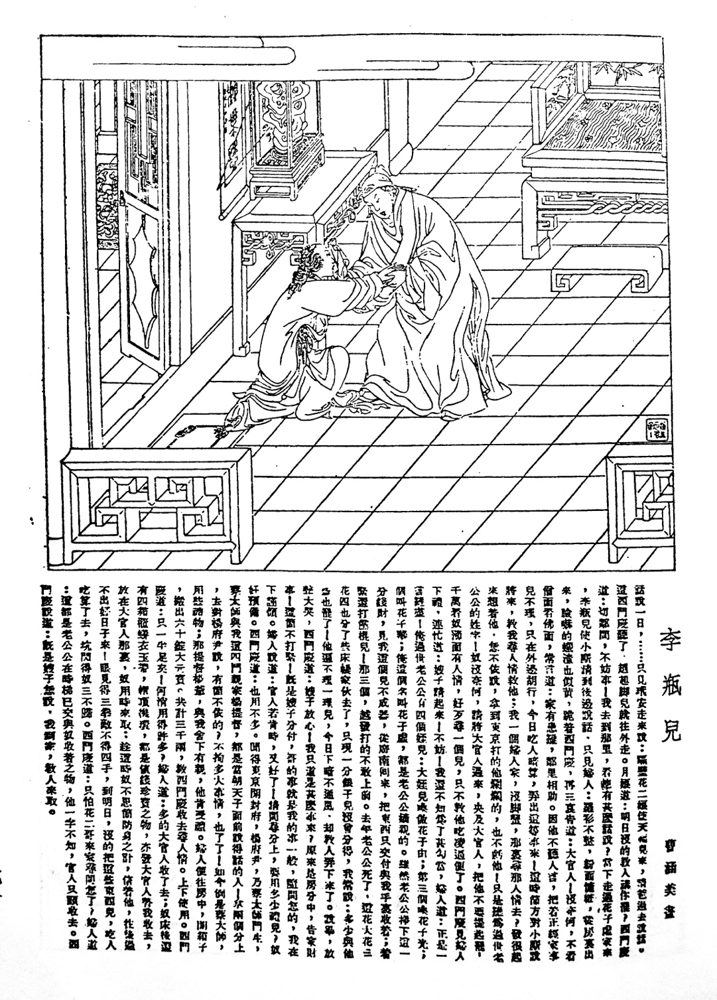 李瓶兒
曹涵美畫
話說一日，……只見玳安走來說：隔壁花二娘使天福兒來，請爹過去說話。
這西門慶聽了，趔趄脚兒就往外走。月娘道：明日沒的教人講你罷？西門慶
道：切鄰間，不妨事！我去到那里，看他有甚麼話說？當下走過花子虛家來
，李瓶兒使小廝請到後邊說話，只見婦人：羅衫不整，粉面慵粧，從房裏出
來，臉嚇的蠟渣也似黃，跪着西門慶，再三哀告道：大官人！沒奈何，不看
僧面看佛面，常言道：家有患難，鄰里相助。因他不聽人言，把着正經家事
兒不理，只在外邊胡行，今日吃人暗算，弄出這等事來！這時節方對小廝說
將來，教我尋人情救他：我一個婦人家，沒脚蟹，那裏尋那人情去？發很起
來想着他，恁不依說，拿到東京打的他爛爛的，也不虧他！只是難爲過世老
公公的姓字！奴沒奈何，請將大官人過來，央及大官人，把他不要提起罷，
千萬看奴薄面有人情，好歹尋一個兒，只不教他吃凌逼便了。西門慶見婦人
下禮，連忙道：嫂子請起來！不妨！我還不知爲了甚勾當，婦人道：正是一
言難盡！俺過世老公公有四個姪兒：大姪兒喚做花子由；第三個喚花子光；
個叫花子華；俺這個名叫花子虛，都是老公公嫡親的。雖然老公公掙下這一
分錢財，見我這個兒不成器，從廣南回來，把東西只交付與我手裏收着；着
緊還打倘棍兒！那三個，越發打的不敢上前。去年老公公死了，這花大花三
花四也分了些床帳家伙去了，只現一分銀子兒沒曾分得，我常說：多少與他
些也罷了！他通不理一理兒，今日手暗不通風，却教人弄下來了。說畢，放
聲大哭，西門慶道：嫂子放心！我只道是甚麼事來？原來是房分中，告家財
事！這箇不打緊！既是嫂子分付，哥的事就是我的事一般，隨問怎的，我在
下謹領。婦人說道：官人若肯時，又好了！請問尋分上，要用多少禮兒？奴
好預備。西門慶道：也用不多。聞得東京開封府，楊府尹，乃蔡太師門生，
蔡太師與我這四門親家楊提督，都是當朝天子面前說得話的人！拿兩個分上
，去對楊府尹說，有箇不依的？不拘多大事情，也了了！如今倒是蔡太師，
用些禮物；那提督楊爺，與我舍下有親，他肯受禮。婦人便往房中，開箱子
，搬出六十錠大元寶。共計三千兩，教西門慶收去尋人情。上下使用。西門
慶道：只一半足矣！何消用得許多？婦人道：多的大官人收了去；奴床後還
有四箱櫃蟒衣玉帶，帽頂絛環，都是值錢珍寶之物，亦發大官人替我收去，
放在大官人那裏，奴用時來取：趁這時奴不思箇防身之計，信着他，往後過
不出好日子來！眼見得三拳敵不得四手，到明日，沒的把這些東西兒，吃人
吃算了去，坑閃得奴三不歸。西門慶道：只怕花二哥來家尋問怎了？婦人道
：這都是老公公在時梯已交與奴收着之物，他一字不知，官人只顧收去。西
門慶說道：既是嫂子恁說，我到家，教人來取。